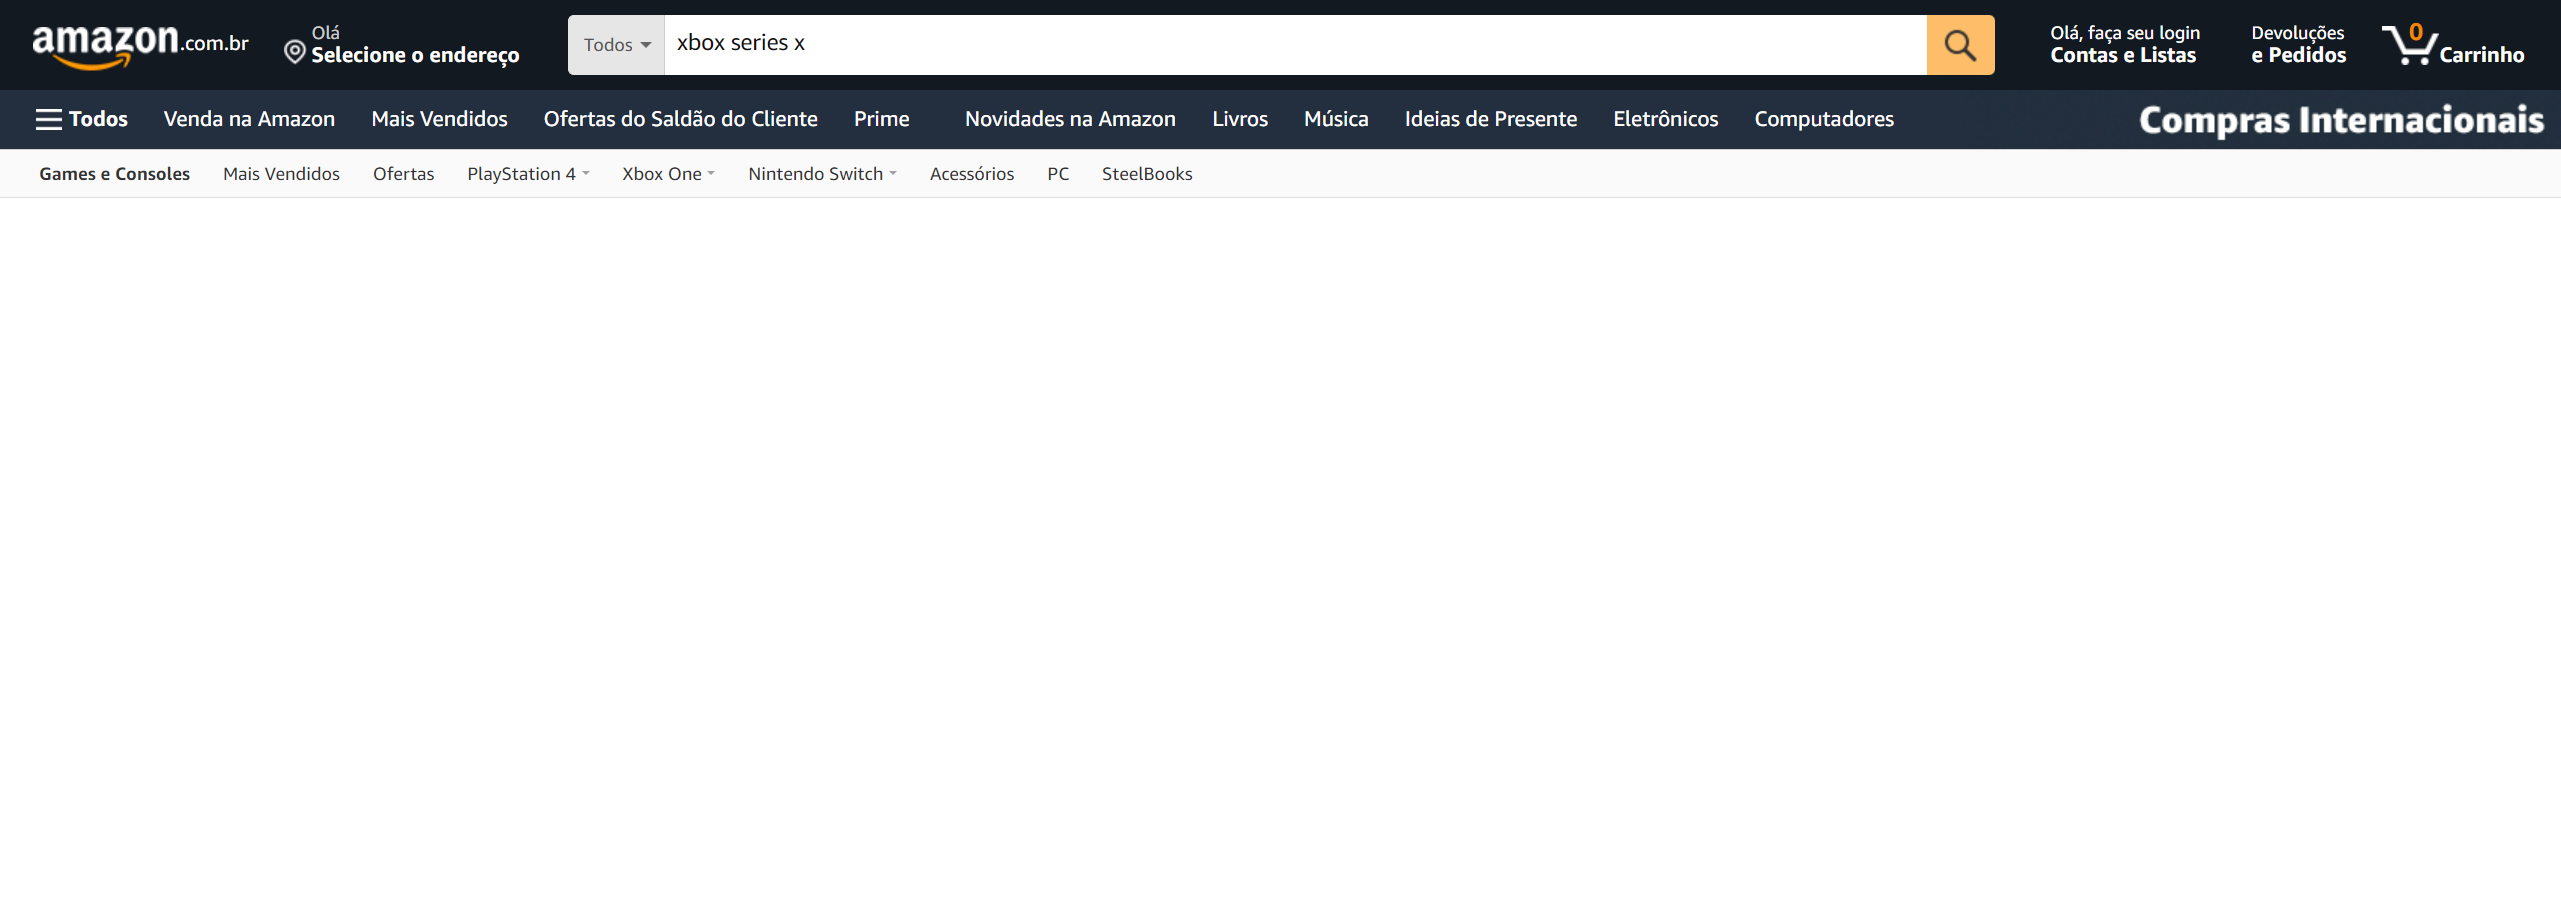 amazon.com.br
Olá
Selecione o endereço
Todos
xbox series x
Olá, faça seu login
Contas e Listas
Devoluções
e Pedidos
0
Carrinho
Todos
Venda na Amazon
Mais Vendidos
Ofertas do Saldão do Cliente
Prime
Novidades na Amazon
Livros
Música
Ideias de Presente
Eletrônicos
Computadores
Compras Internacionais
Games e Consoles
Mais Vendidos
Ofertas
PlayStation 4
Xbox One
Nintendo Switch
Acessórios
PC
SteelBooks